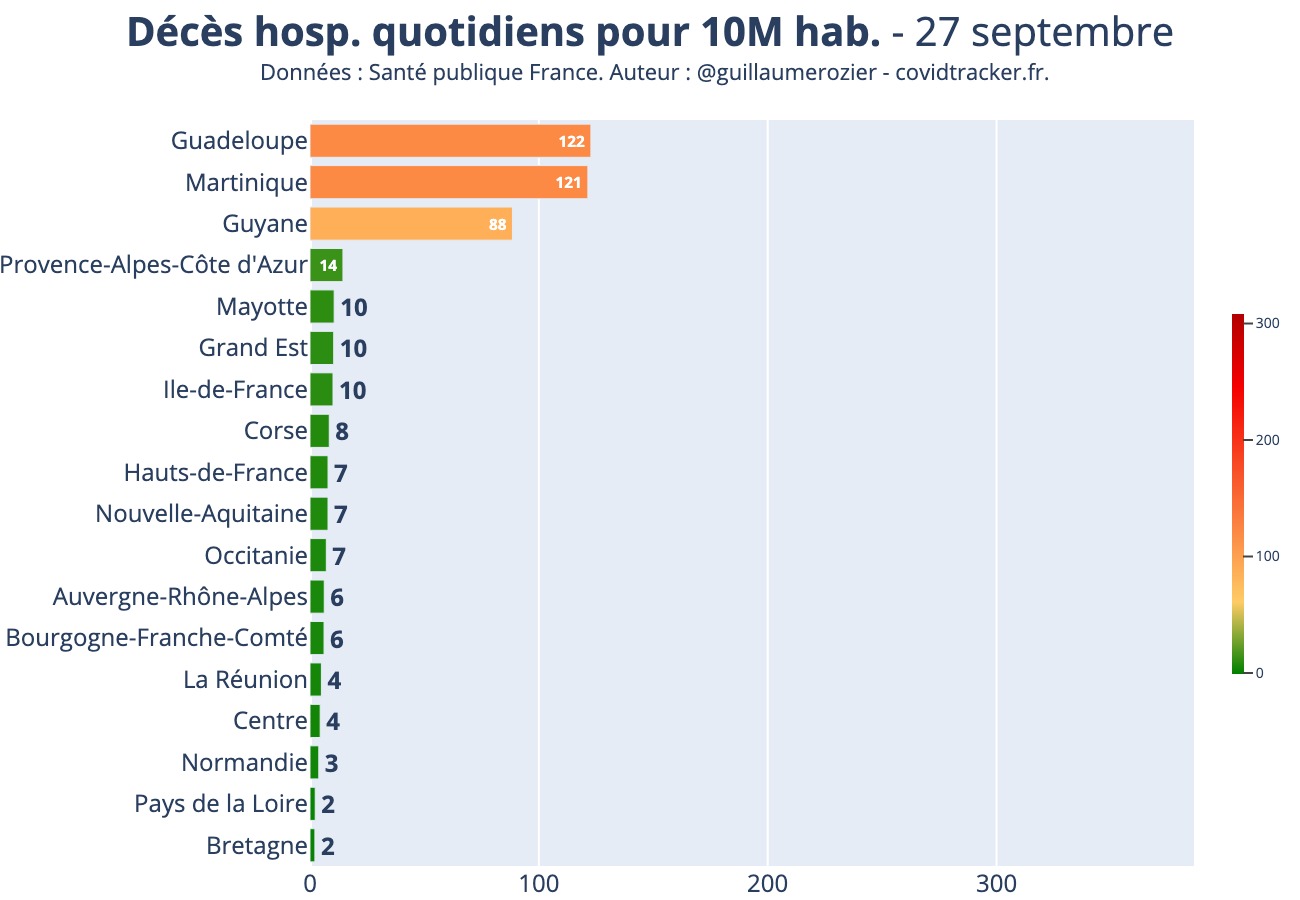 Décès hosp. quotidiens pour 10M hab. - 27 septembre
Données : Santé publique France. Auteur : @guillaumerozier - covidtracker.fr.
Guadeloupe 122
Martinique 121
Guyane 88
Provence-Alpes-Côte d'Azur 14
Mayotte 10
Grand Est 10
Ile-de-France 10
Corse 8
Hauts-de-France 7
Nouvelle-Aquitaine 7
Occitanie 7
Auvergne-Rhône-Alpes 6
Bourgogne-Franche-Comté 6
La Réunion 4
Centre 4
Normandie 3
Pays de la Loire 2
Bretagne 2
0 100 200 300
300
200
100
0